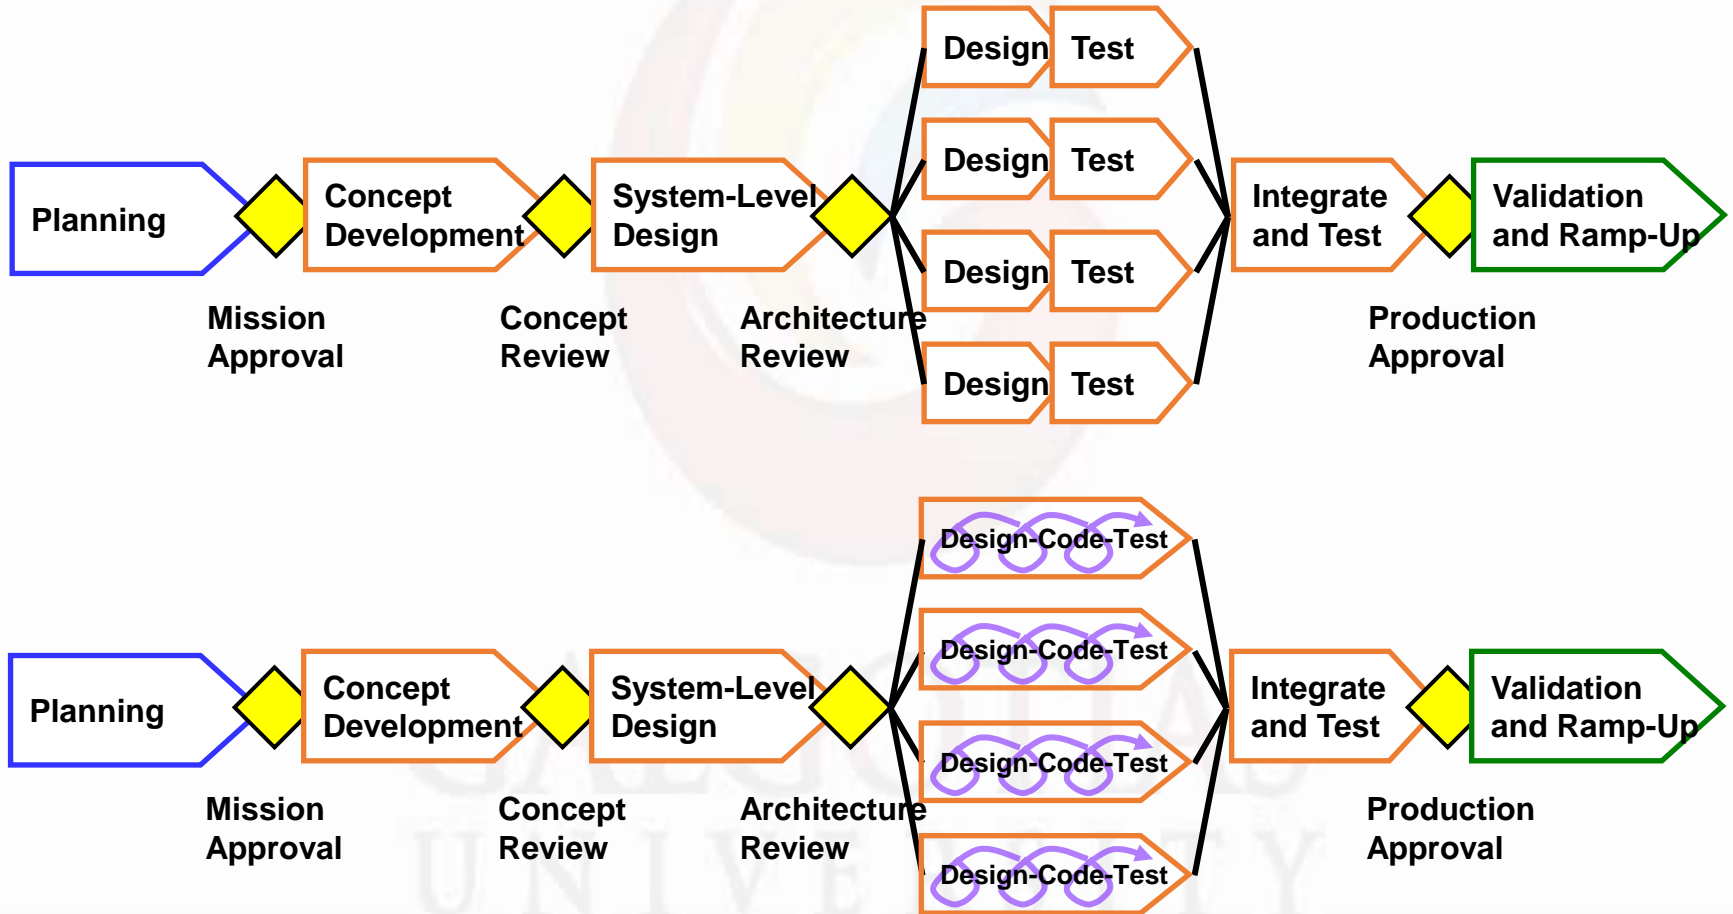 Design Test
Design Test
Planning
Concept
Development
System-Level
Design
Integrate
and Test
Validation
and Ramp-Up
Design Test
Mission
Approval
Concept
Review
Architecture
Review
Production
Approval
Design Test
Design-Code-Test
Design-Code-Test
Planning
Concept
Development
System-Level
Design
Integrate
and Test
Validation
and Ramp-Up
Design-Code-Test
Mission
Approval
Concept
Review
Architecture
Review
Production
Approval
Design-Code-Test
GALGOTIAS
UNIVERSITY